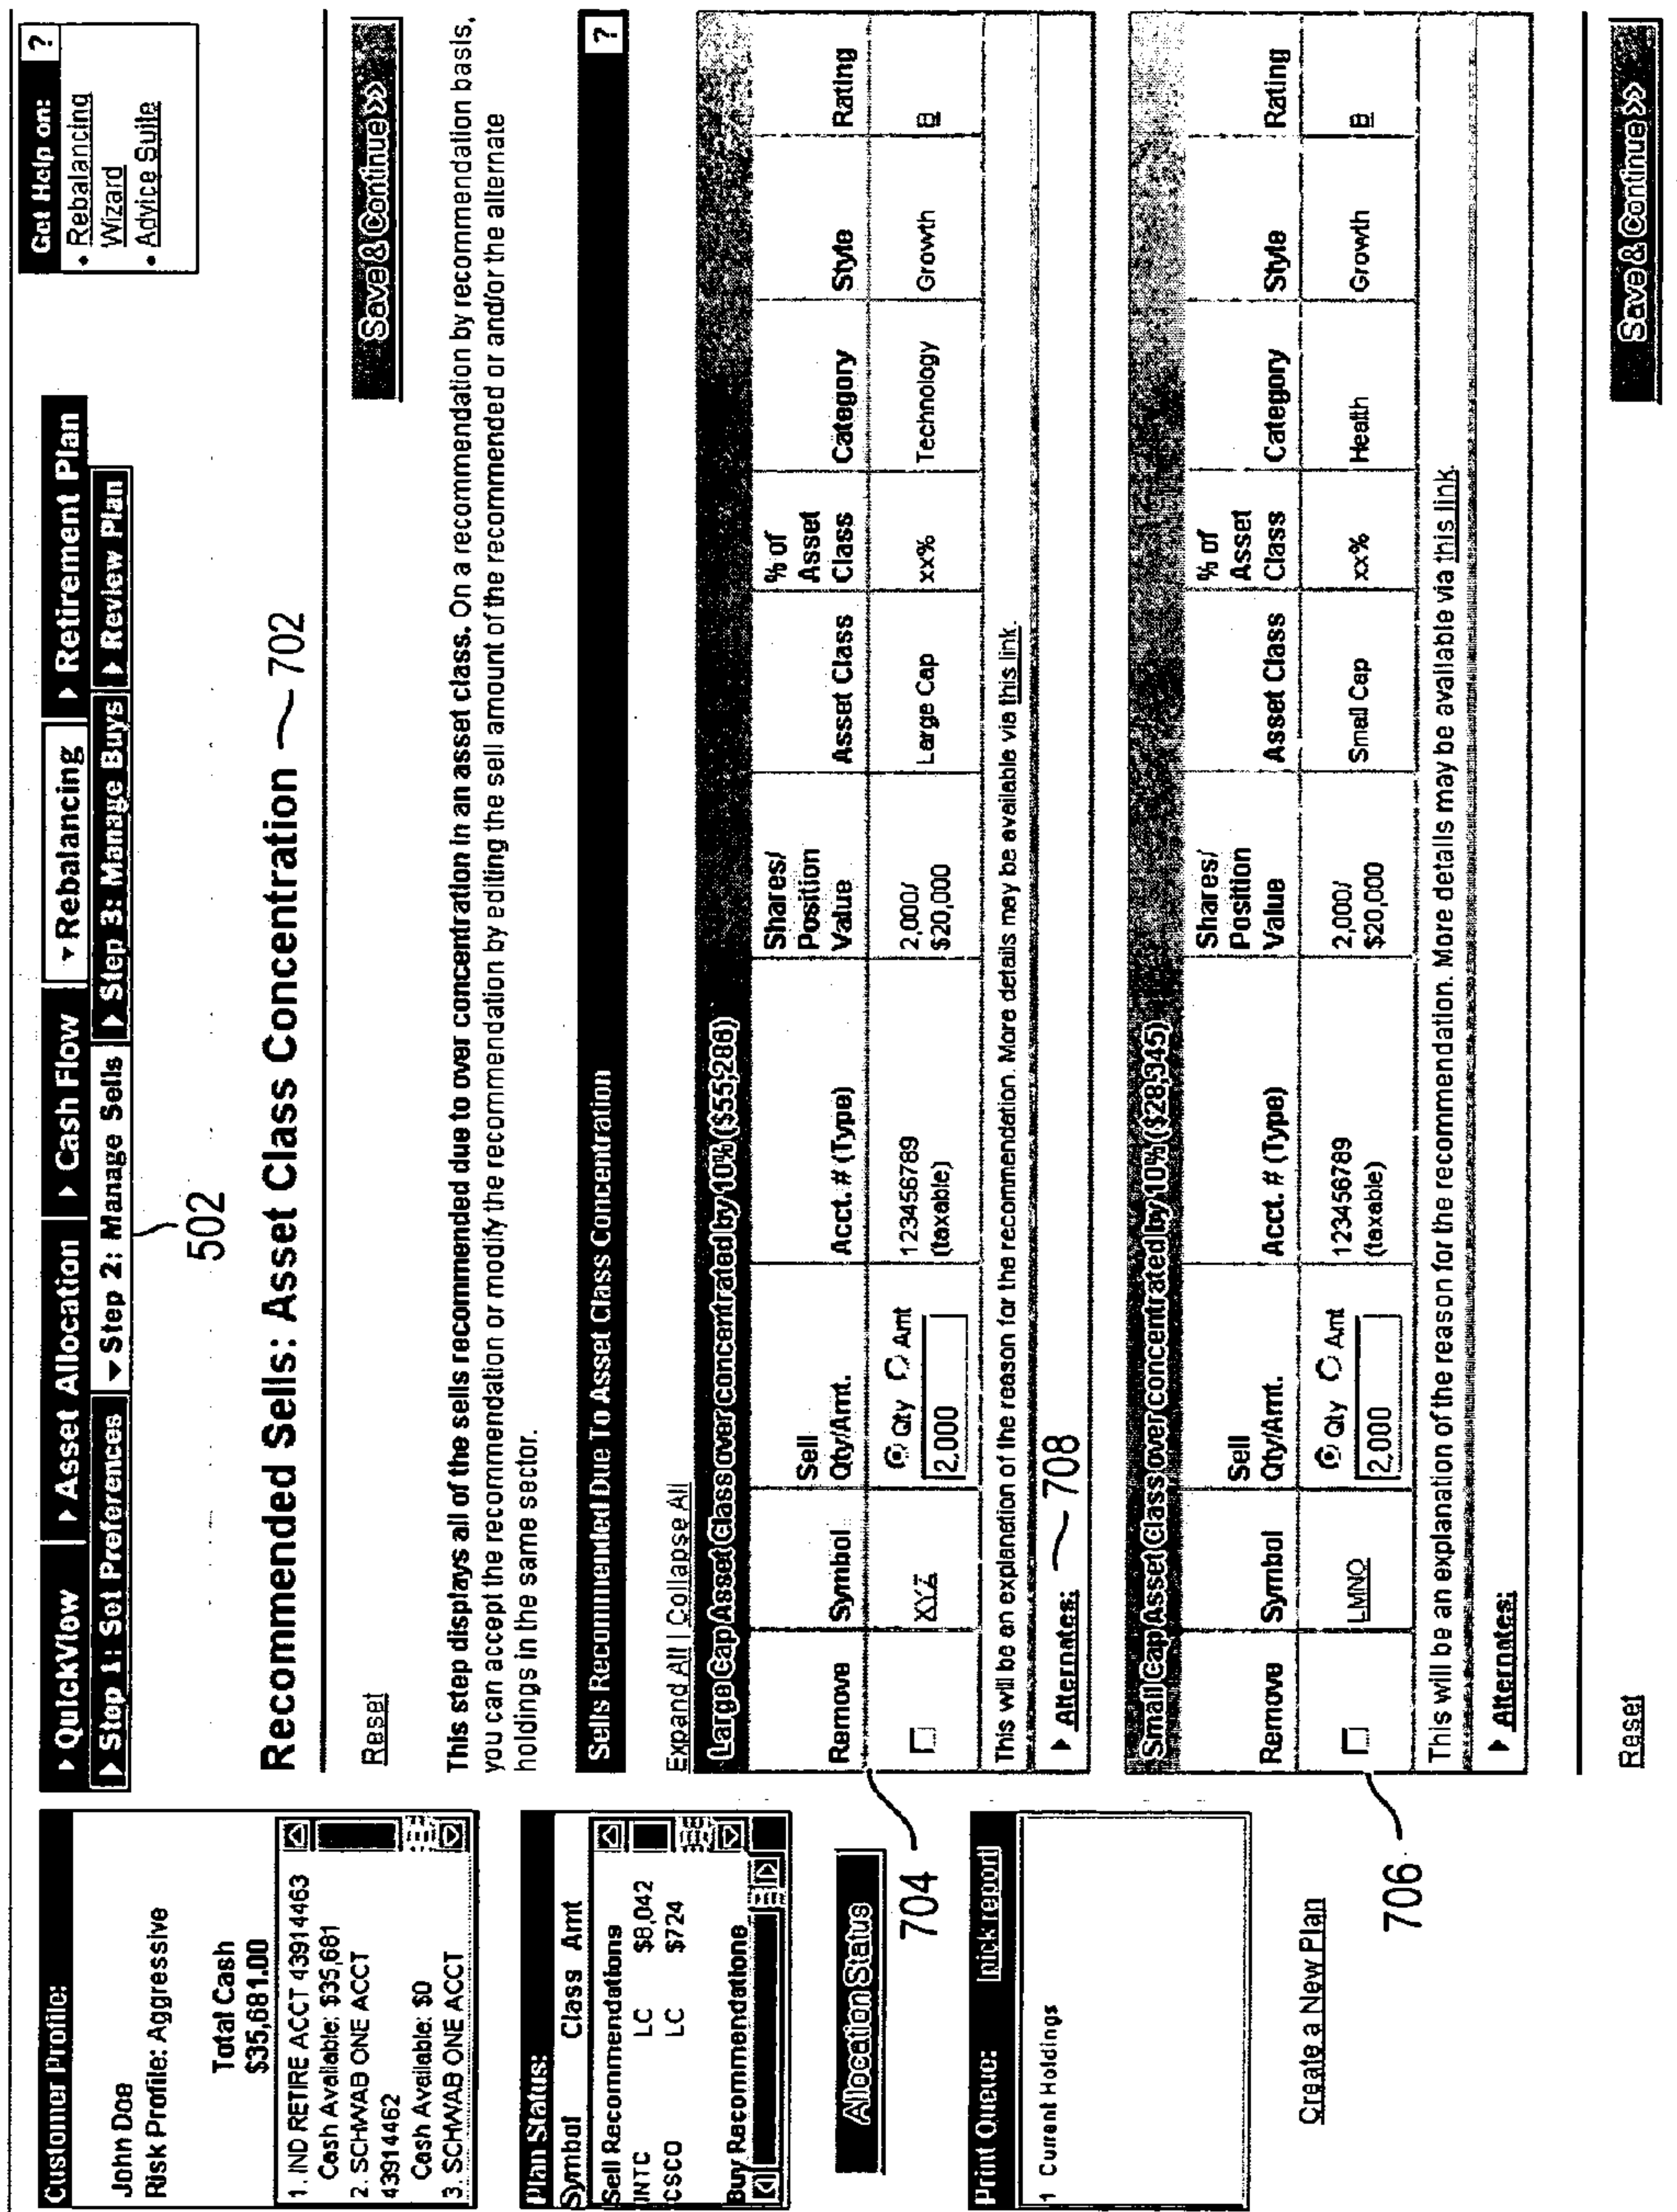 Customer Profile:
John Doe
Risk Profile: Aggressive
Total Cash
$35,681.00
1. IND RETIRE ACCT 43914463
Cash Available: $35,681
2. SCHWAB ONE ACCT
43914462
Cash Available: $0
3. SCHWAB ONE ACCT
Plan Status:
Symbol Class Amt
Sell Recommendations
INTC LC $8,042
CSCO LC $724
Buy Recommendations
Allocation Status
704
Print Queue: [pick report]
1 Current Holdings
Create a New Plan
706
▸ QuickView ▸ Asset Allocation ▸ Cash Flow ▾ Rebalancing ▸ Retirement Plan
▸ Step 1: Set Preferences ▾ Step 2: Manage Sells ▸ Step 3: Manage Buys ▸ Review Plan
502
Get Help on: ?
• Rebalancing
Wizard
• Advice Suite
Recommended Sells: Asset Class Concentration 702
Reset Save & Continue >>
This step displays all of the sells recommended due to over concentration in an asset class. On a recommendation by recommendation basis,
you can accept the recommendation or modify the recommendation by editing the sell amount of the recommended or and/or the alternate
holdings in the same sector.
Sells Recommended Due To Asset Class Concentration ?
Expand All | Collapse All
Large Cap Asset Class over concentrated by 10% ($55,286)
Remove Symbol Sell Qty/Amt. Acct. # (Type) Shares/ Position Value Asset Class % of Asset Class Category Style Rating
XYZ Qty Amt 2,000 123456789 (taxable) 2,000/ $20,000 Large Cap xx% Technology Growth B
This will be an explanation of the reason for the recommendation. More details may be available via this link.
▸ Alternates: 708
Small Cap Asset Class over concentrated by 10% ($28,345)
Remove Symbol Sell Qty/Amt. Acct. # (Type) Shares/ Position Value Asset Class % of Asset Class Category Style Rating
LMNO Qty Amt 2,000 123456789 (taxable) 2,000/ $20,000 Small Cap xx% Health Growth B
This will be an explanation of the reason for the recommendation. More details may be available via this link.
▸ Alternates:
Reset Save & Continue >>